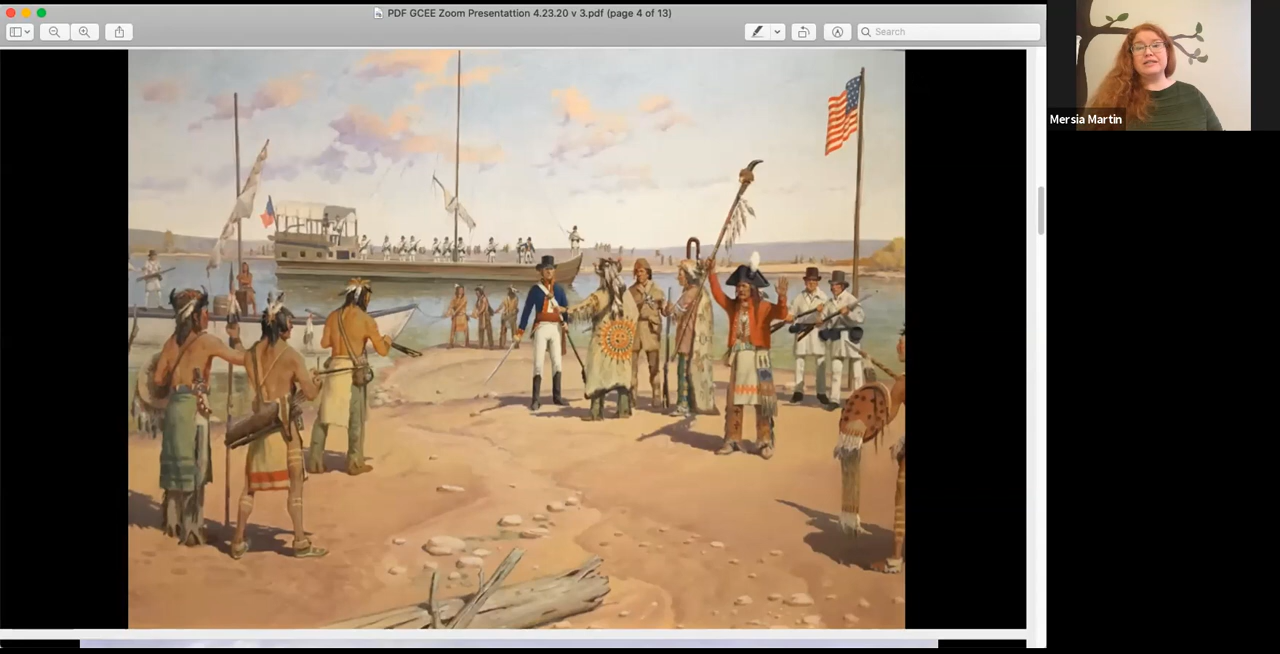 PDF GCEE Zoom Presentattion 4.23.20 v 3.pdf (page 4 of 13)
Search
Mersia Martin